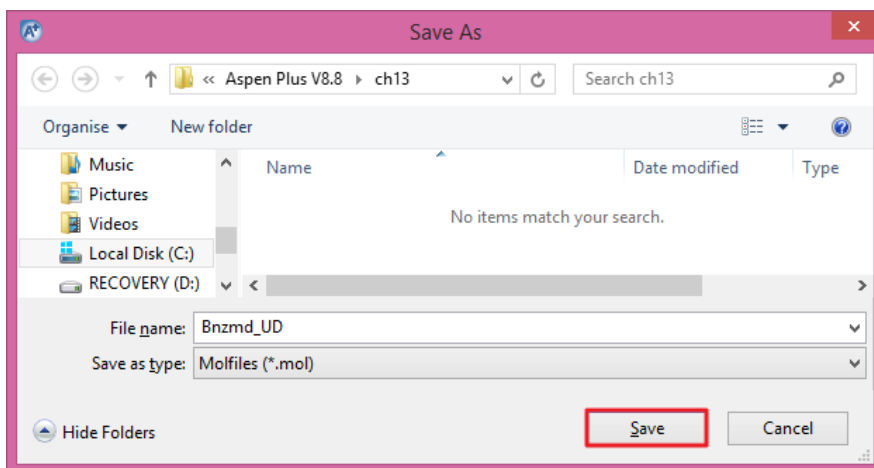 Save As
« Aspen Plus V8.8 ▸ ch13
Search ch13
Organise
New folder
Music
Pictures
Videos
Local Disk (C:)
RECOVERY (D:)
Name
Date modified
Type
No items match your search.
File name: Bnzmd_UD
Save as type: Molfiles (*.mol)
Hide Folders
Save
Cancel